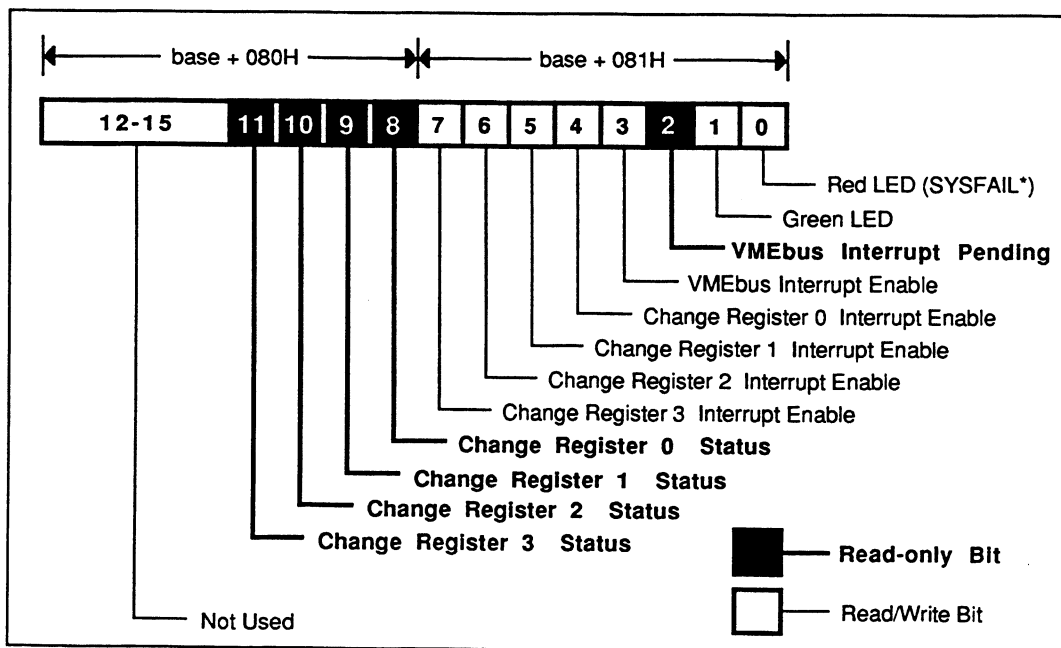 base + 080H base + 081H
12-15 11 10 9 8 7 6 5 4 3 2 1 0
Red LED (SYSFAIL*)
Green LED
VMEbus Interrupt Pending
VMEbus Interrupt Enable
Change Register 0 Interrupt Enable
Change Register 1 Interrupt Enable
Change Register 2 Interrupt Enable
Change Register 3 Interrupt Enable
Change Register 0 Status
Change Register 1 Status
Change Register 2 Status
Change Register 3 Status
Not Used
Read-only Bit
Read/Write Bit